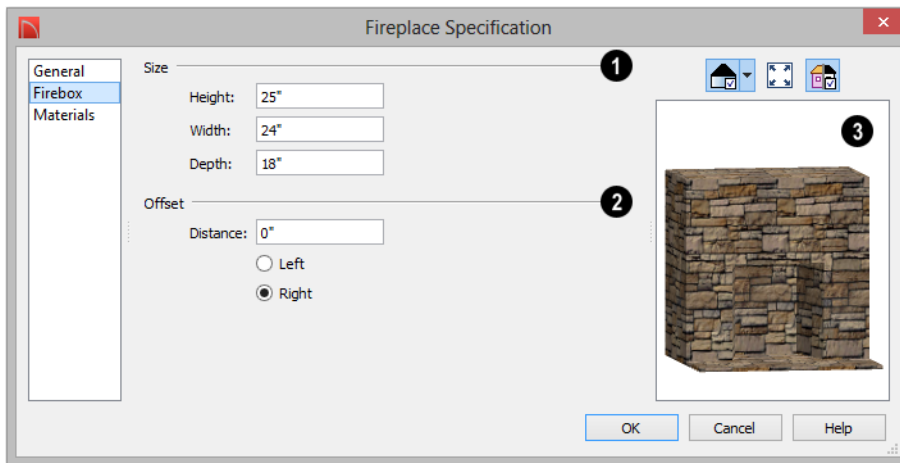 Fireplace Specification
General
Firebox
Materials
Size
1
Height: 25"
Width: 24"
Depth: 18"
Offset
2
Distance: 0"
Left
Right
3
OK
Cancel
Help